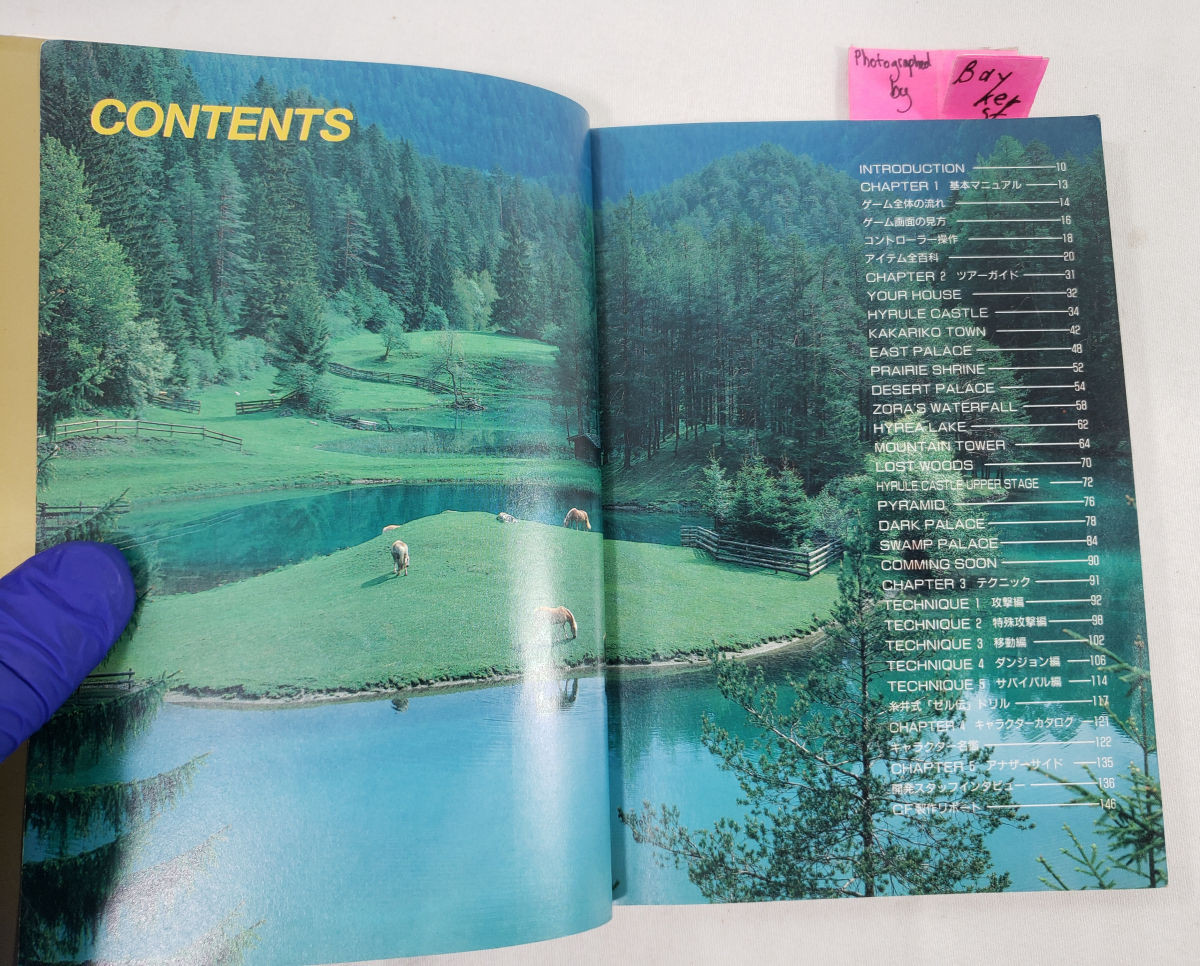 CONTENTS
Photographed
by
Bay
ker
st
INTRODUCTION 10
CHAPTER 1 基本マニュアル 13
ゲーム全体の流れ 14
ゲーム画面の見方 16
コントローラー操作 18
アイテム全百科 20
CHAPTER 2 ツアーガイド 31
YOUR HOUSE 32
HYRULE CASTLE 34
KAKARIKO TOWN 42
EAST PALACE 48
PRAIRIE SHRINE 52
DESERT PALACE 54
ZORA'S WATERFALL 58
HYREA LAKE 62
MOUNTAIN TOWER 64
LOST WOODS 70
HYRULE CASTLE UPPER STAGE 72
PYRAMID 76
DARK PALACE 78
SWAMP PALACE 84
COMMING SOON 90
CHAPTER 3 テクニック 91
TECHNIQUE 1 攻撃編 92
TECHNIQUE 2 特殊攻撃編 98
TECHNIQUE 3 移動編 102
TECHNIQUE 4 ダンジョン編 106
TECHNIQUE 5 サバイバル編 114
糸井式「ゼル伝」ドリル 117
CHAPTER 4 キャラクターカタログ 121
キャラクター名鑑 122
CHAPTER 5 アナザーサイド 135
開発スタッフインタビュー 136
CF製作リポート 146